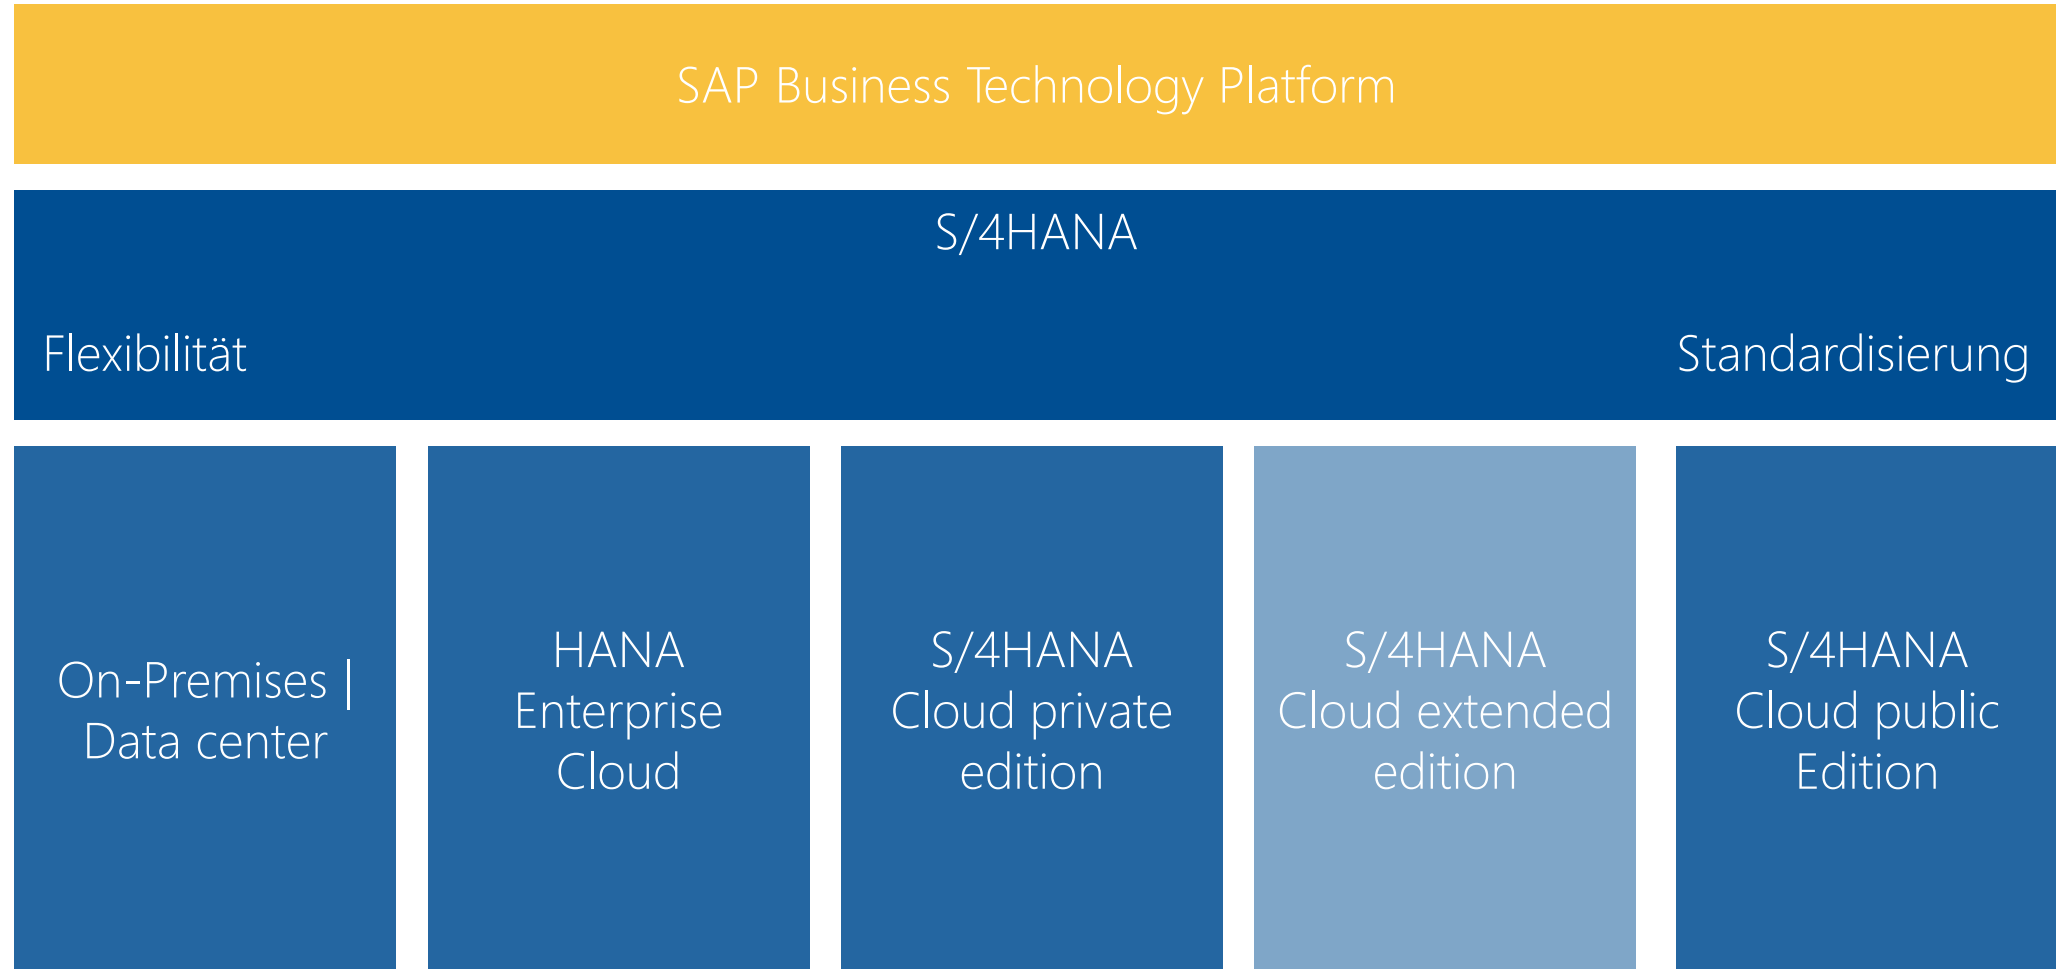 SAP Business Technology Platform
S/4HANA
Flexibilität
Standardisierung
On-Premises |
Data center
HANA
Enterprise
Cloud
S/4HANA
Cloud private
edition
S/4HANA
Cloud extended
edition
S/4HANA
Cloud public
Edition